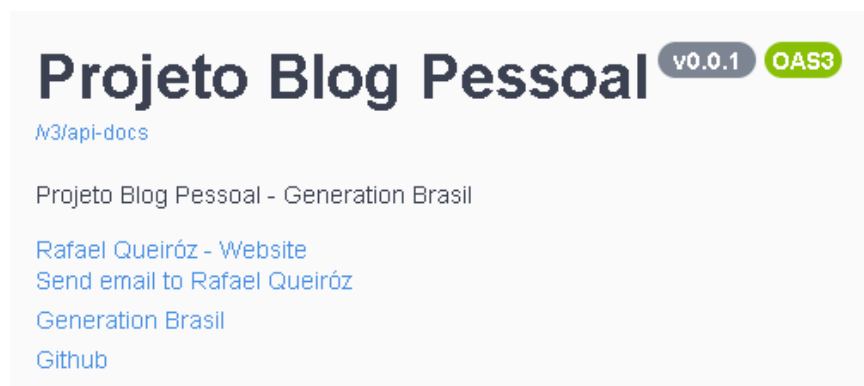 Projeto Blog Pessoal v0.0.1 OAS3
/v3/api-docs
Projeto Blog Pessoal - Generation Brasil
Rafael Queiróz - Website
Send email to Rafael Queiróz
Generation Brasil
Github